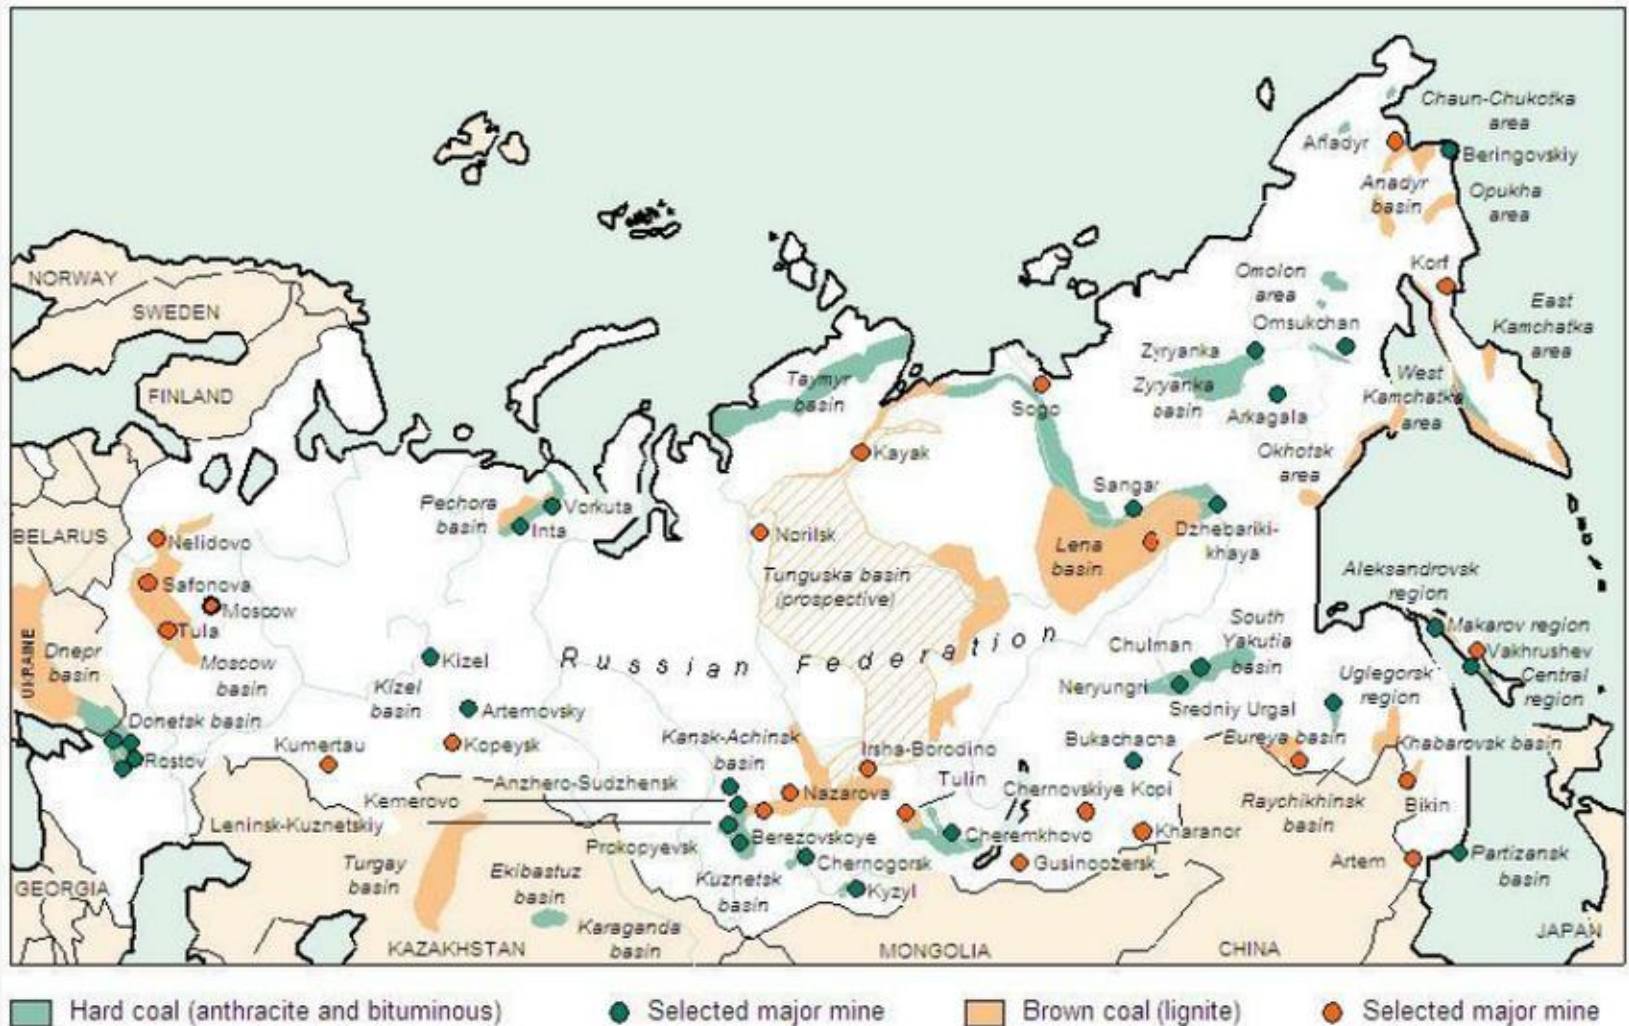 Chaun-Chukotka
area
Anadyr
Beringovskiy
Anadyr
basin
Opukha
area
Korf
Omolon
area
East
Kamchatka
area
Omsukchan
NORWAY
SWEDEN
FINLAND
Zyryanka
Zyryanka
basin
Arkagala
West
Kamchatka
area
Taymyr
basin
Sogo
Okhotsk
area
Kayak
Sangar
Pechora
basin
Vorkuta
Inta
BELARUS
Nelidovo
Norilsk
Dzhebariki-
khaya
Lena
basin
Tunguska basin
(prospective)
Aleksandrovsk
region
Safonova
Moscow
Tula
UKRAINE
Dnepr
basin
Moscow
basin
Kizel
Kizel
basin
Russian Federation
Chulman
South
Yakutia
basin
Neryungri
Makarov region
Vakhrushev
Central
region
Uglegorsk
region
Sredniy Urgal
Donetsk basin
Artemovsky
Rostov
Kumertau
Kopeysk
Kansk-Achinsk
basin
Irsha-Borodino
Bukachacha
Bureya basin
Khabarovsk basin
Anzhero-Sudzhensk
Kemerovo
Nazarova
Tulin
Chernovskiye Kopi
Raychikhinsk
basin
Bikin
Leninsk-Kuznetskiy
Prokopyevsk
Berezovskoye
Cheremkhovo
Kharanor
Turgay
basin
Ekibastuz
basin
Kuznetsk
basin
Chernogorsk
Gusinoozersk
Artem
Partizansk
basin
GEORGIA
Kyzyl
Karaganda
basin
KAZAKHSTAN
MONGOLIA
CHINA
JAPAN
Hard coal (anthracite and bituminous)
Selected major mine
Brown coal (lignite)
Selected major mine